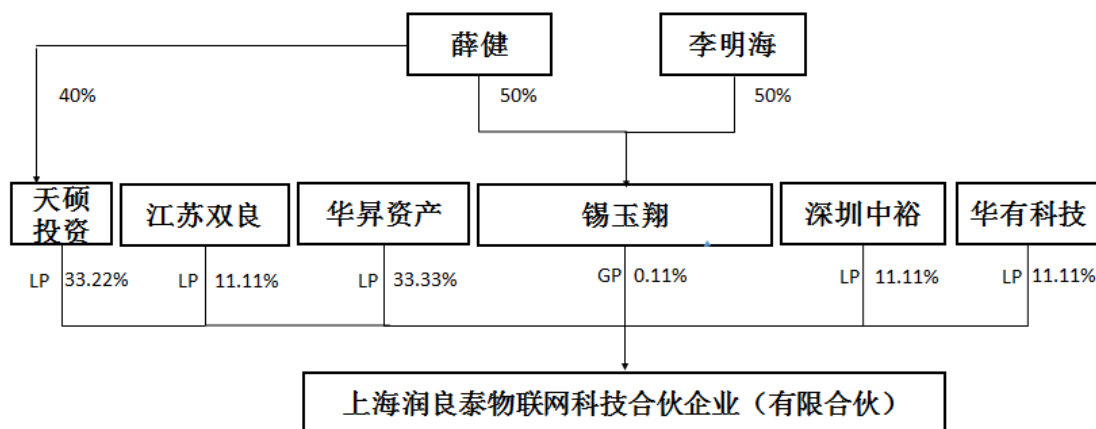 薛健
李明海
40%
50%
50%
天硕
投资
江苏双良
华昇资产
锡玉翔
深圳中裕
华有科技
LP 33.22%
LP 11.11%
LP 33.33%
GP 0.11%
LP 11.11%
LP 11.11%
上海润良泰物联网科技合伙企业（有限合伙）